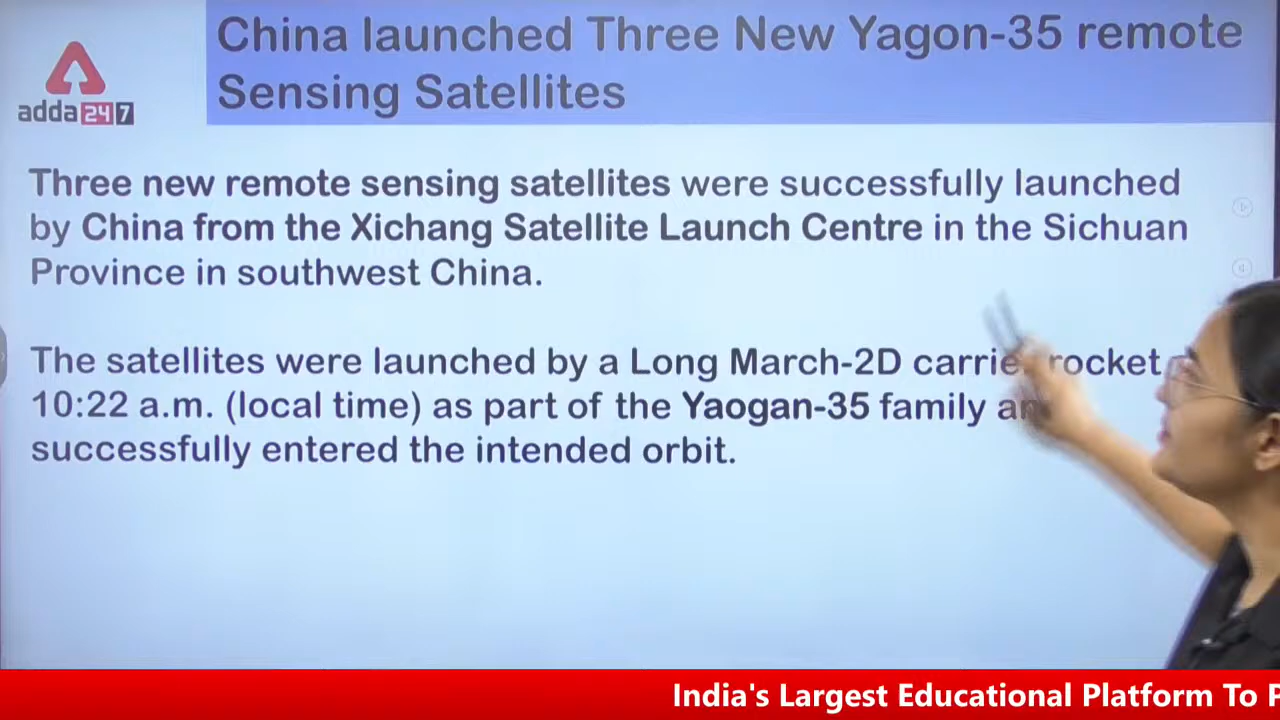 China launched Three New Yagon-35 remote
Sensing Satellites
adda247
Three new remote sensing satellites were successfully launched
by China from the Xichang Satellite Launch Centre in the Sichuan
Province in southwest China.
The satellites were launched by a Long March-2D rocket
10:22 a.m. (local time) as part of the Yaogan-35 family
successfully entered the intended orbit.
India's Largest Educational Platform To